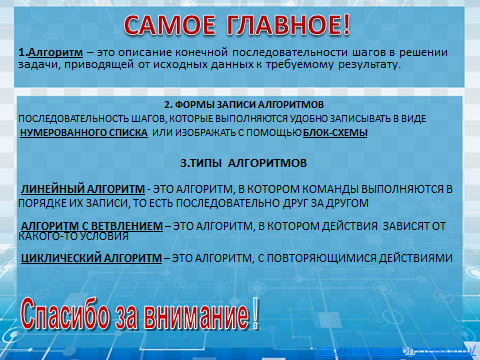 САМОЕ ГЛАВНОЕ!
1.Алгоритм – это описание конечной последовательности шагов в решении
задачи, приводящей от исходных данных к требуемому результату.
2. ФОРМЫ ЗАПИСИ АЛГОРИТМОВ
ПОСЛЕДОВАТЕЛЬНОСТЬ ШАГОВ, КОТОРЫЕ ВЫПОЛНЯЮТСЯ УДОБНО ЗАПИСЫВАТЬ В ВИДЕ
НУМЕРОВАННОГО СПИСКА ИЛИ ИЗОБРАЖАТЬ С ПОМОЩЬЮ БЛОК-СХЕМЫ
3.ТИПЫ АЛГОРИТМОВ
ЛИНЕЙНЫЙ АЛГОРИТМ - ЭТО АЛГОРИТМ, В КОТОРОМ КОМАНДЫ ВЫПОЛНЯЮТСЯ В
ПОРЯДКЕ ИХ ЗАПИСИ, ТО ЕСТЬ ПОСЛЕДОВАТЕЛЬНО ДРУГ ЗА ДРУГОМ
АЛГОРИТМ С ВЕТВЛЕНИЕМ – ЭТО АЛГОРИТМ, В КОТОРОМ ДЕЙСТВИЯ ЗАВИСЯТ ОТ
КАКОГО-ТО УСЛОВИЯ
ЦИКЛИЧЕСКИЙ АЛГОРИТМ – ЭТО АЛГОРИТМ, С ПОВТОРЯЮЩИМИСЯ ДЕЙСТВИЯМИ
Спасибо за внимание!